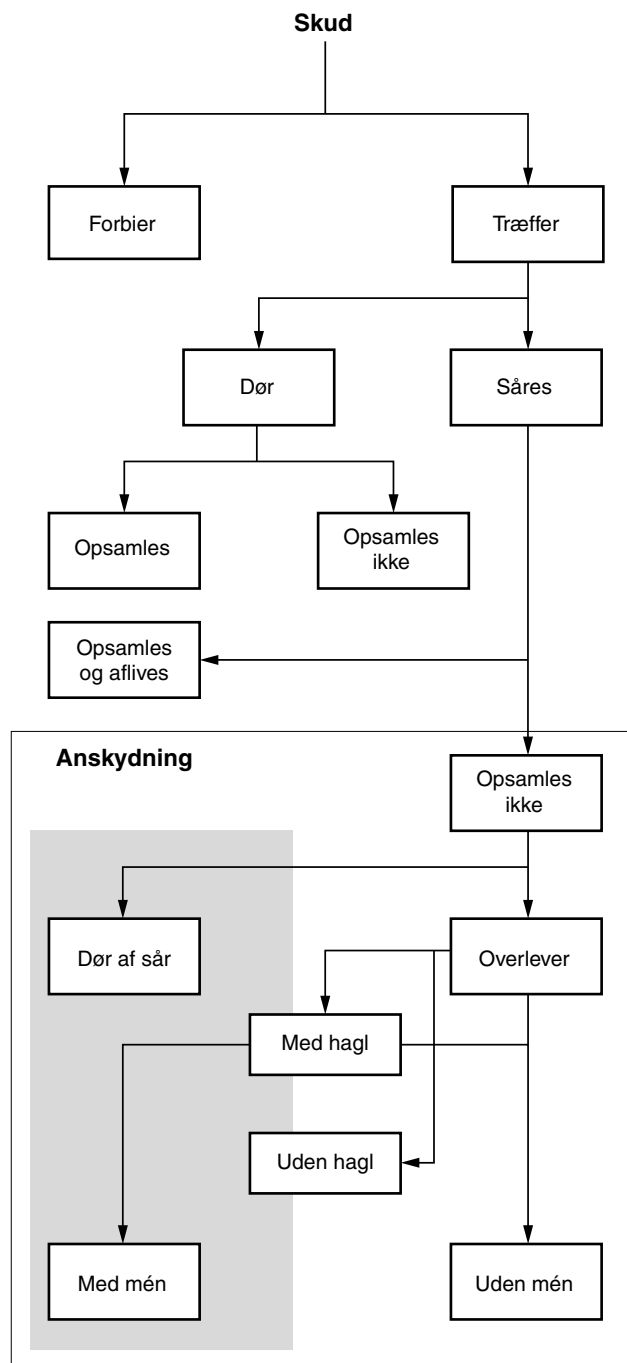 Skud
Forbier
Træffer
Dør
Såres
Opsamles
Opsamles
ikke
Opsamles
og aflives
Anskydning
Opsamles
ikke
Dør af sår
Overlever
Med hagl
Uden hagl
Med mén
Uden mén